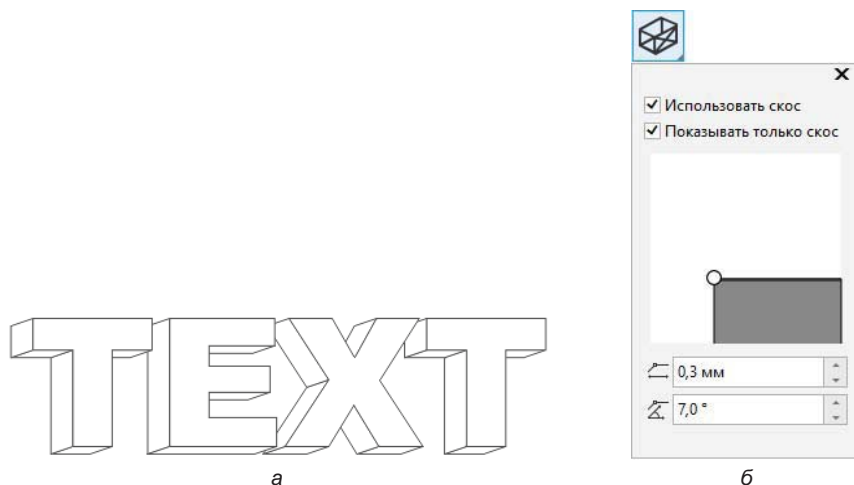 Использовать скос
Показывать только скос
TEXT
0,3 мм
7,0 °
а
б